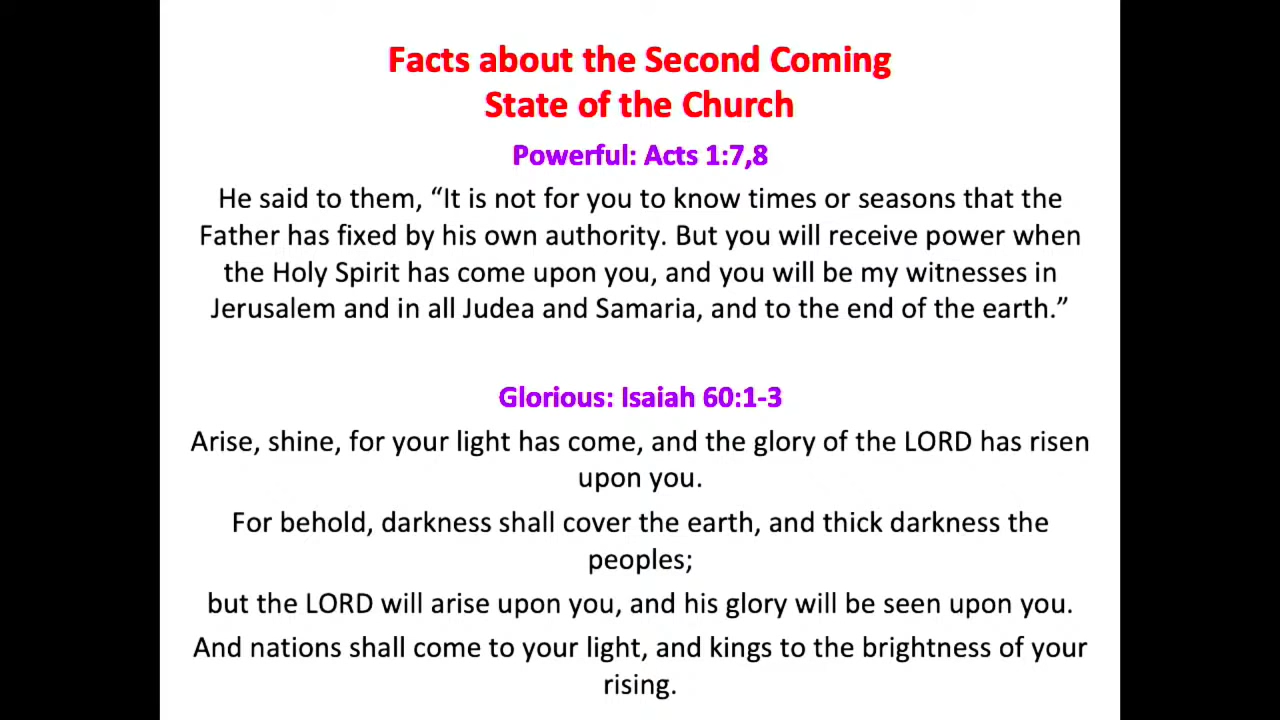 Facts about the Second Coming
State of the Church
Powerful: Acts 1:7,8
He said to them, “It is not for you to know times or seasons that the
Father has fixed by his own authority. But you will receive power when
the Holy Spirit has come upon you, and you will be my witnesses in
Jerusalem and in all Judea and Samaria, and to the end of the earth.”
Glorious: Isaiah 60:1-3
Arise, shine, for your light has come, and the glory of the LORD has risen
upon you.
For behold, darkness shall cover the earth, and thick darkness the
peoples;
but the LORD will arise upon you, and his glory will be seen upon you.
And nations shall come to your light, and kings to the brightness of your
rising.